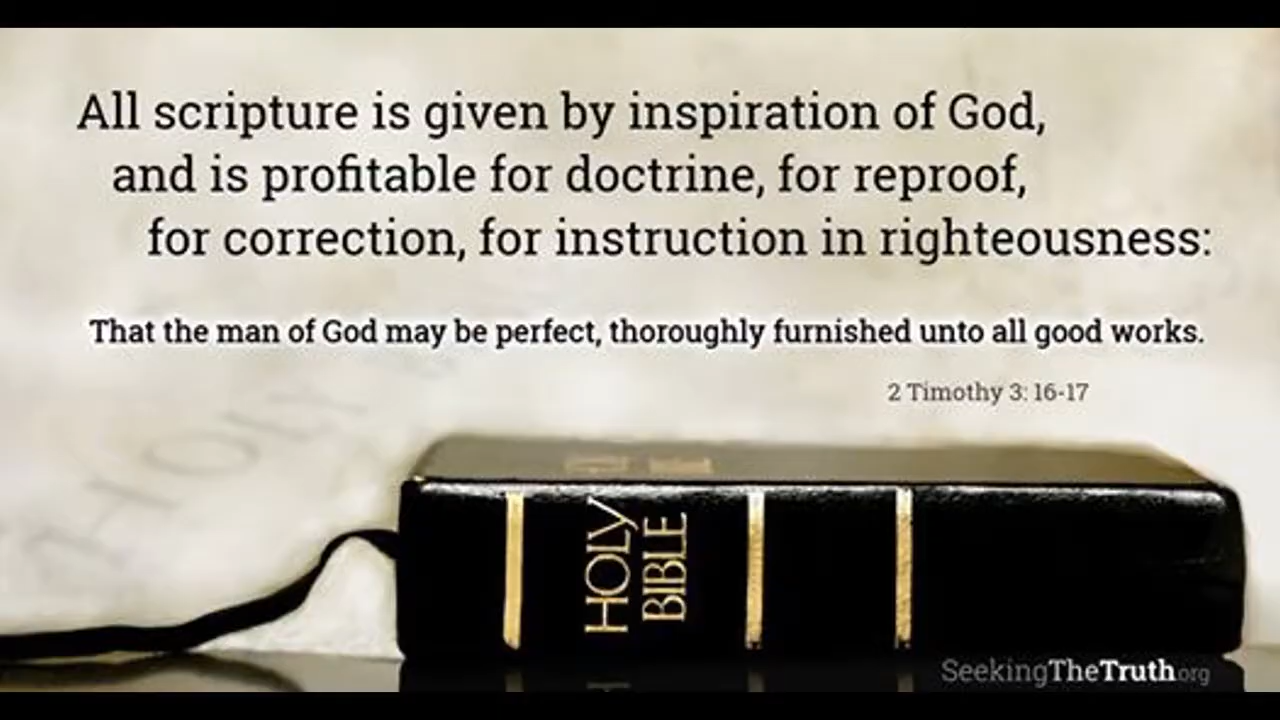 All scripture is given by inspiration of God,
and is profitable for doctrine, for reproof,
for correction, for instruction in righteousness:
That the man of God may be perfect, thoroughly furnished unto all good works.
2 Timothy 3: 16-17
HOLY
HOLY
BIBLE
SeekingTheTruth.org